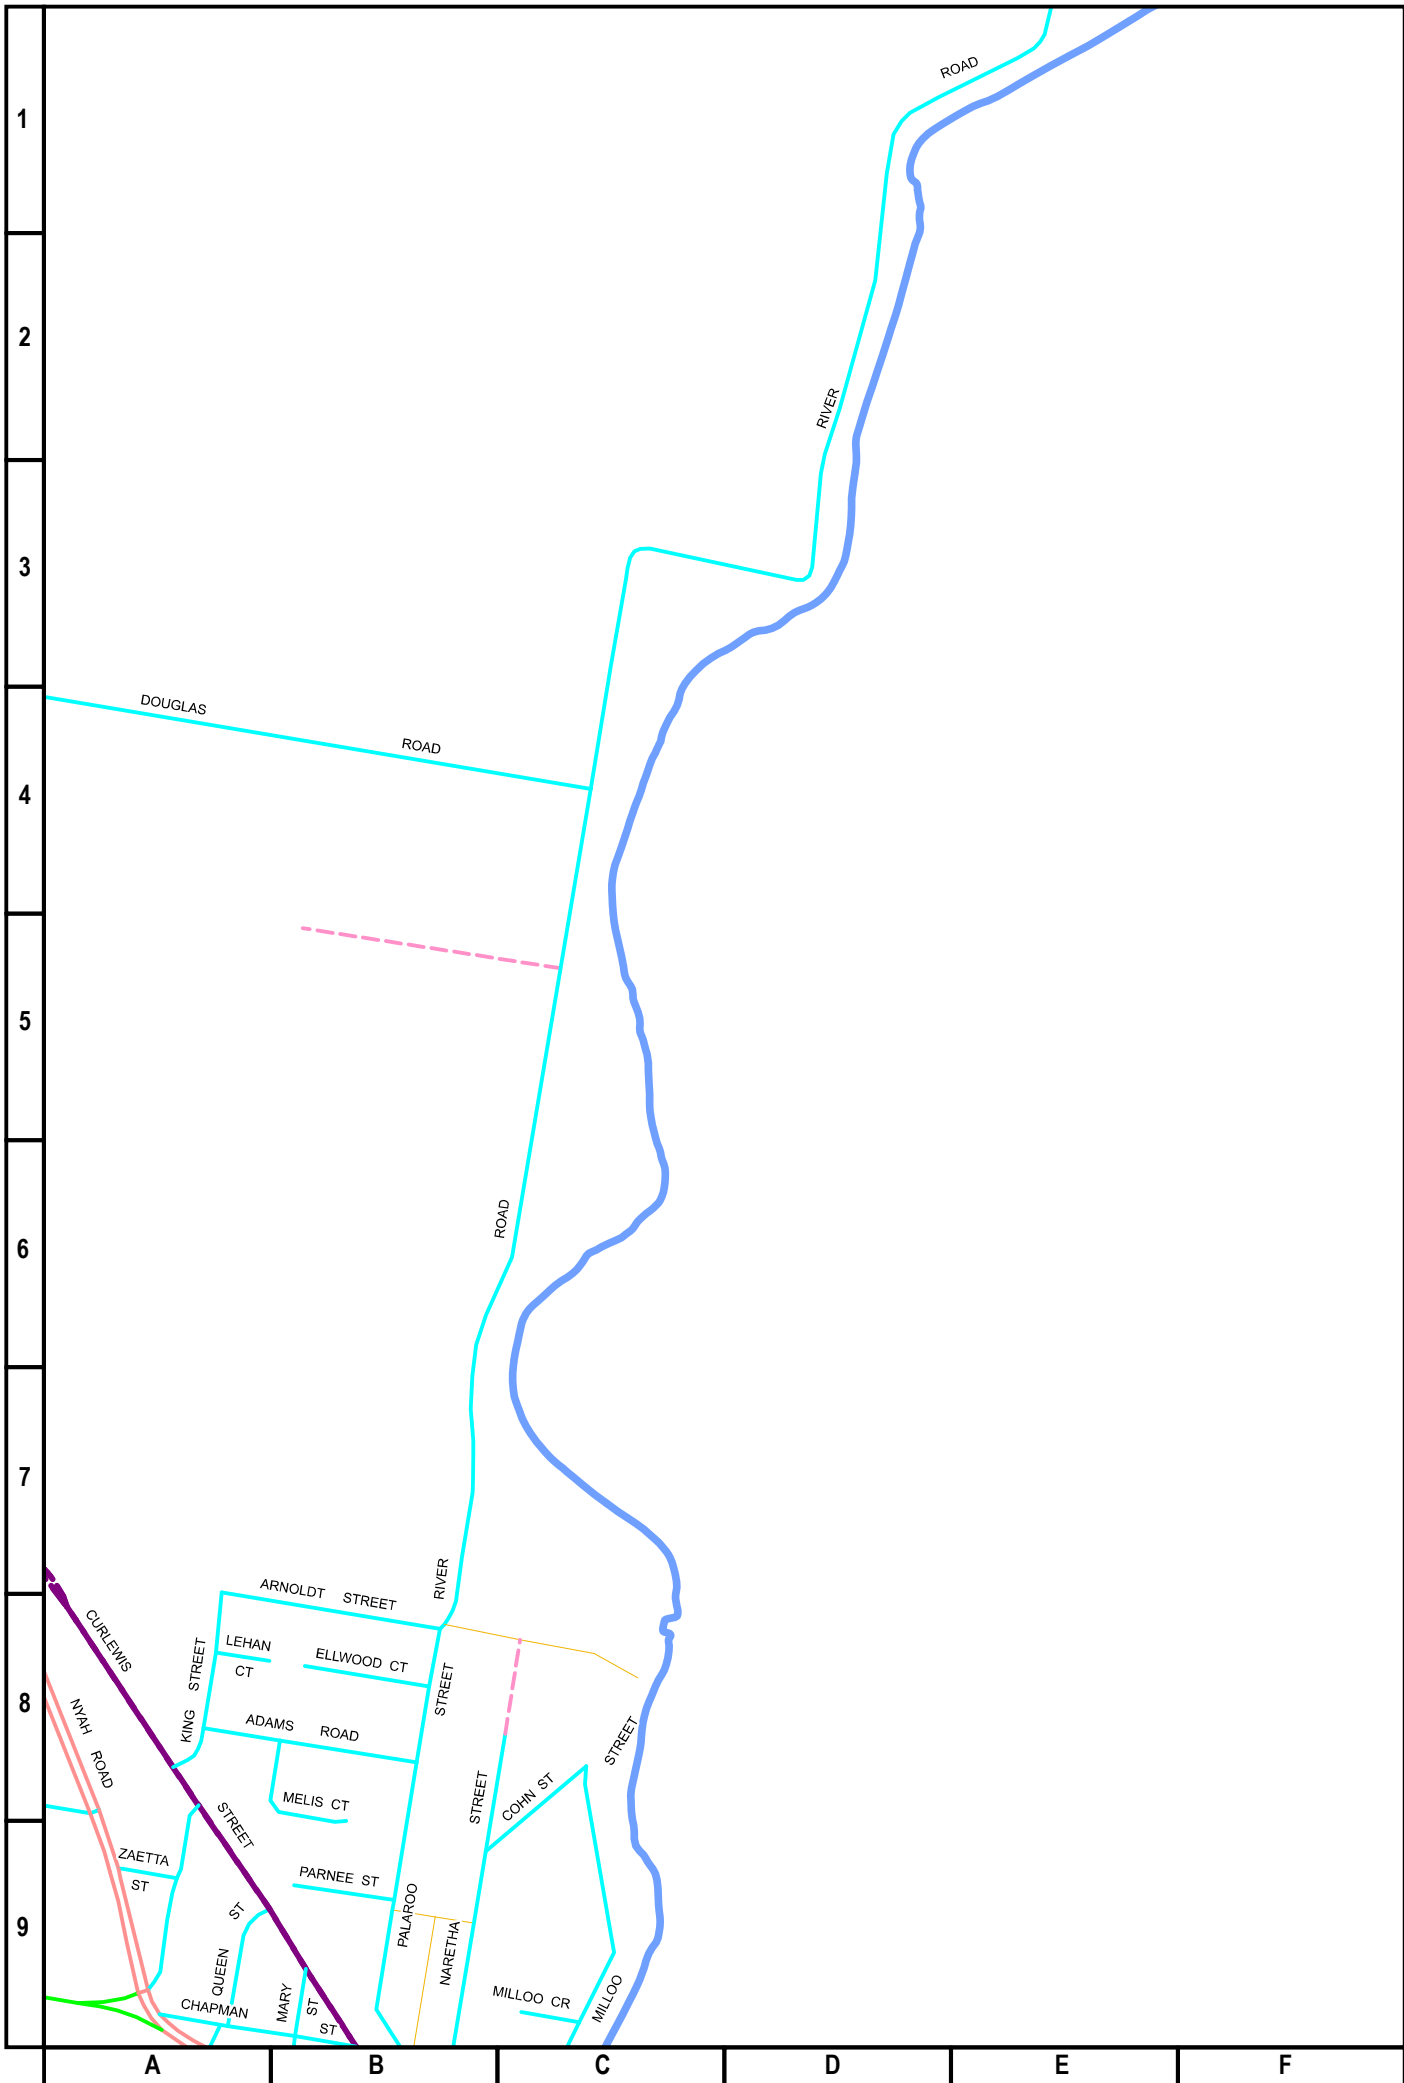 ROAD
1
2
RIVER
3
DOUGLAS
ROAD
4
5
ROAD
6
7
RIVER
ARNOLDT STREET
CURLEWIS
KING STREET
LEHAN
CT
ELLWOOD CT
STREET
8
NYAH ROAD
ADAMS ROAD
STREET
MELIS CT
STREET
COHN ST
STREET
ZAETTA
ST
PARNEE ST
PALAROO
9
QUEEN ST
NARETHA
CHAPMAN
ST
MARY
ST
MILLOO CR
MILLOO
A
B
C
D
E
F